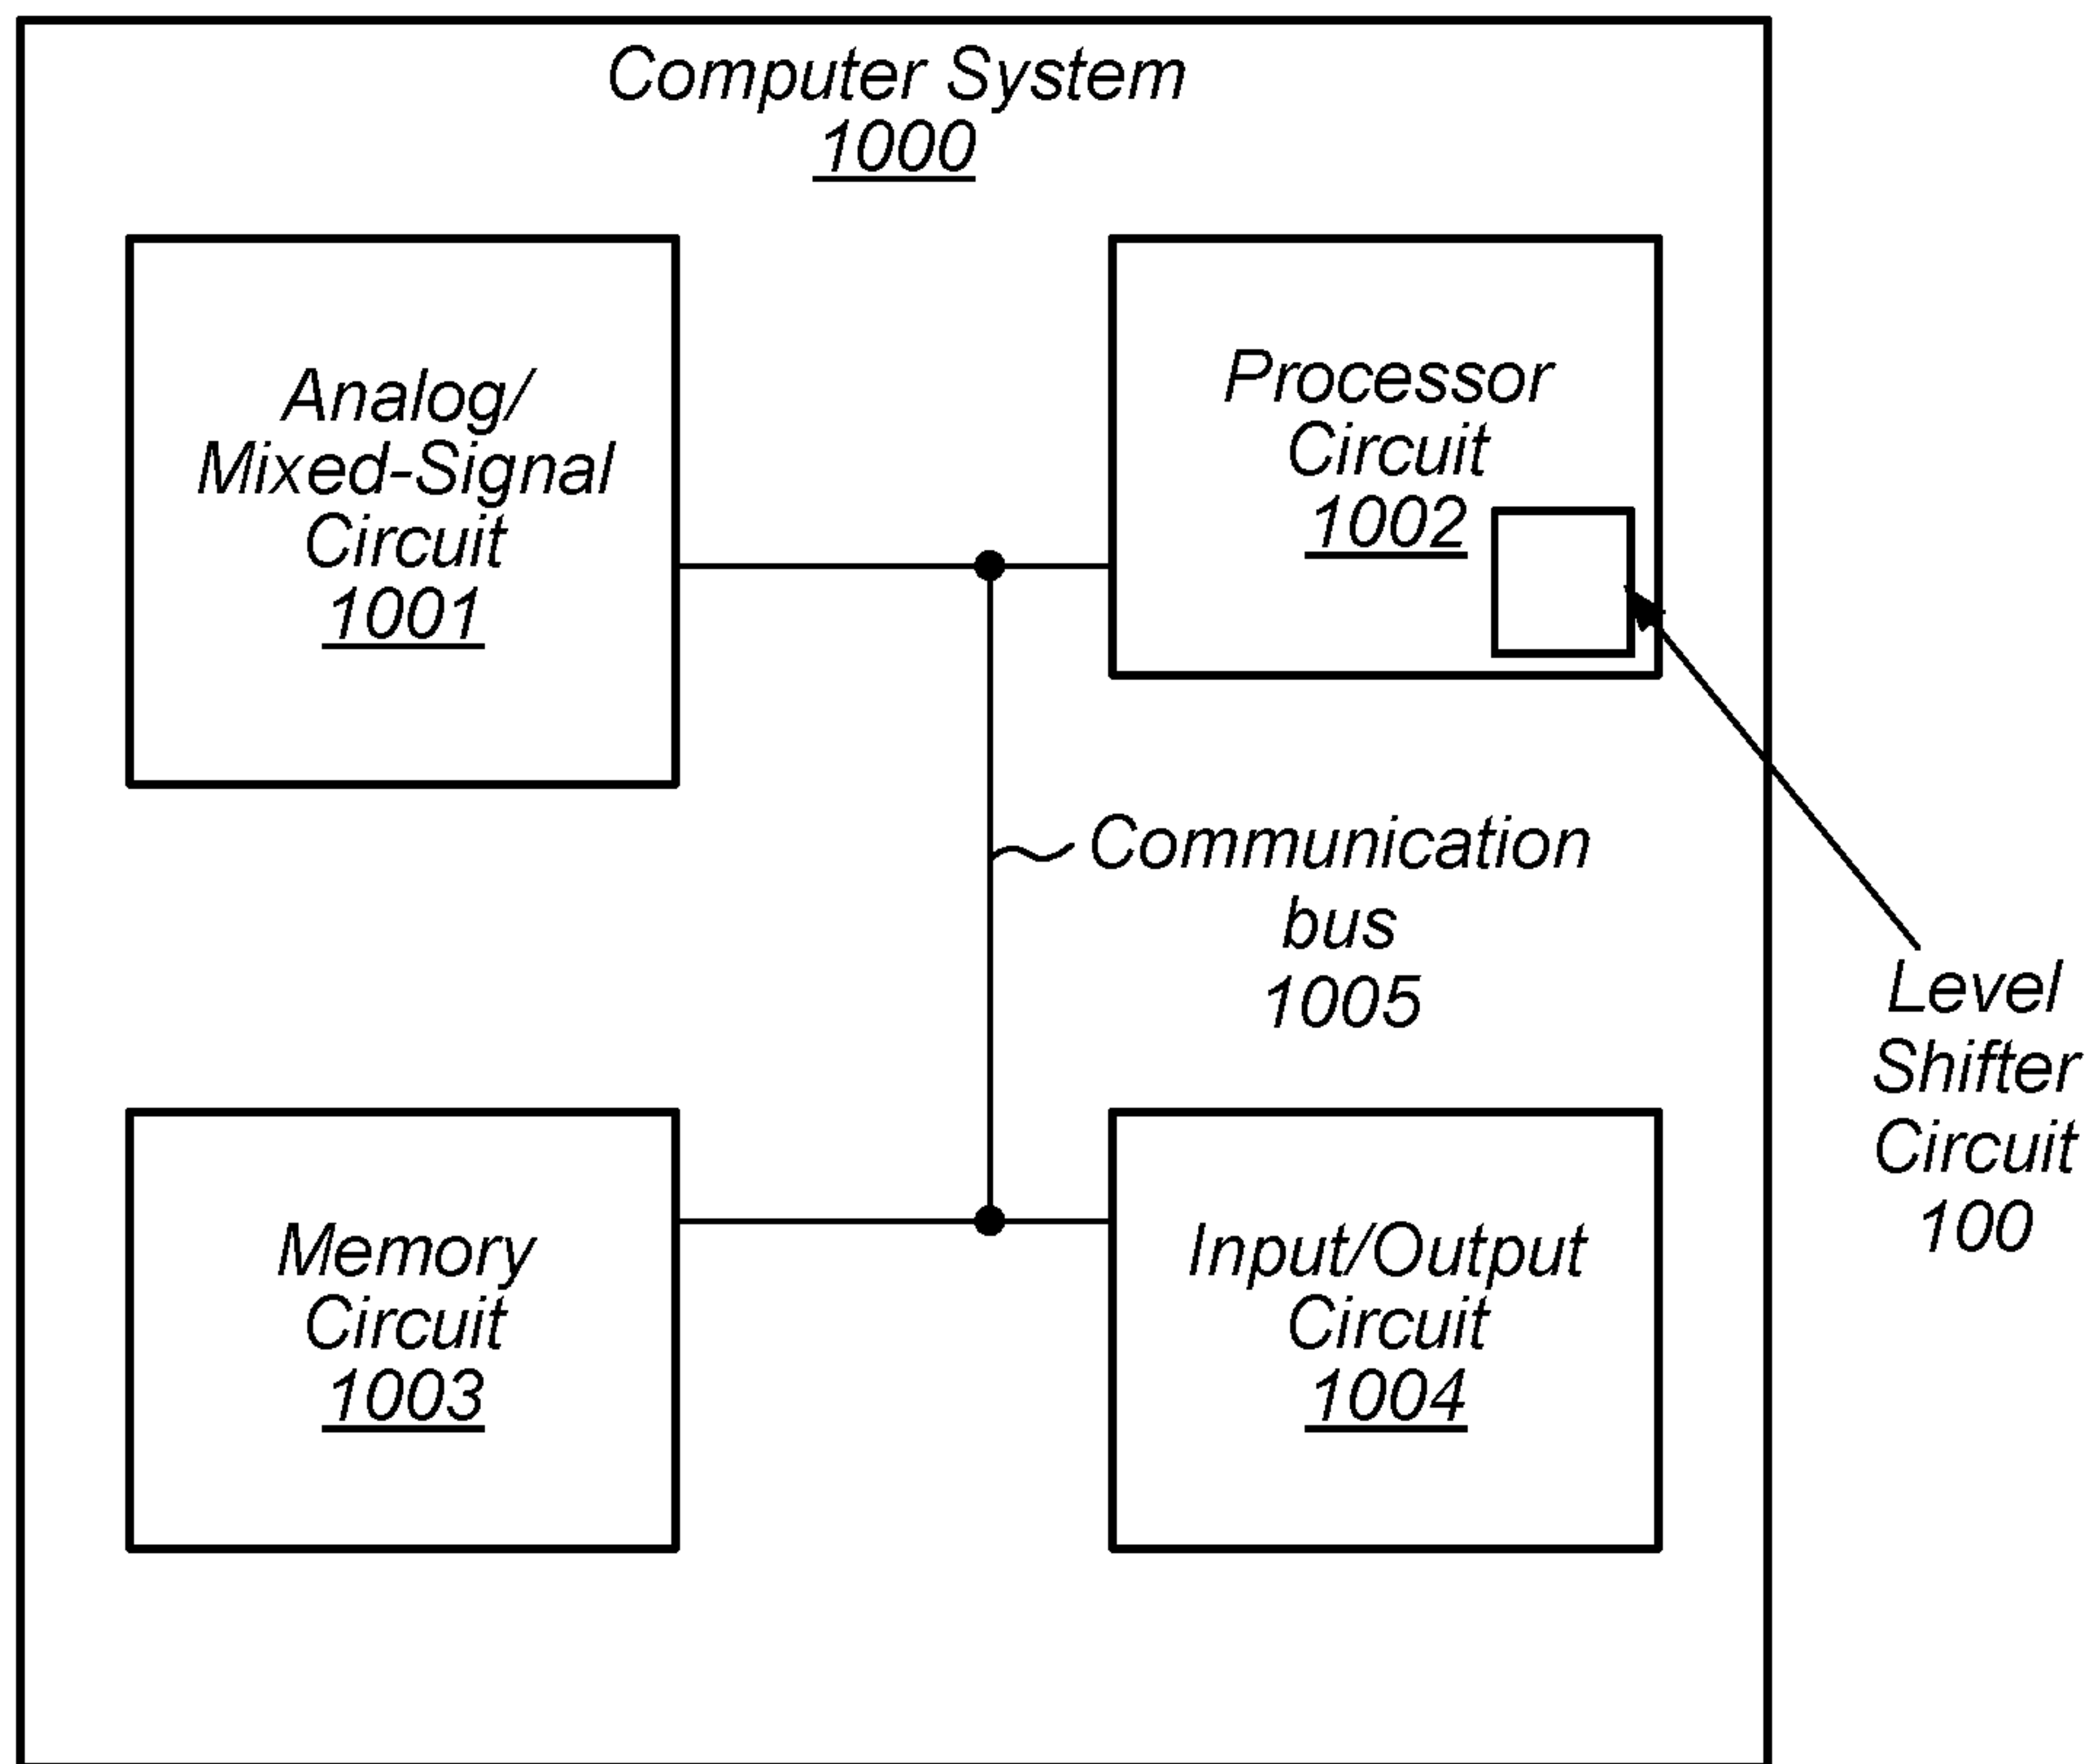 Computer System
1000
Analog/
Mixed-Signal
Circuit
1001
Processor
Circuit
1002
Communication
bus
1005
Level
Shifter
Circuit
100
Memory
Circuit
1003
Input/Output
Circuit
1004